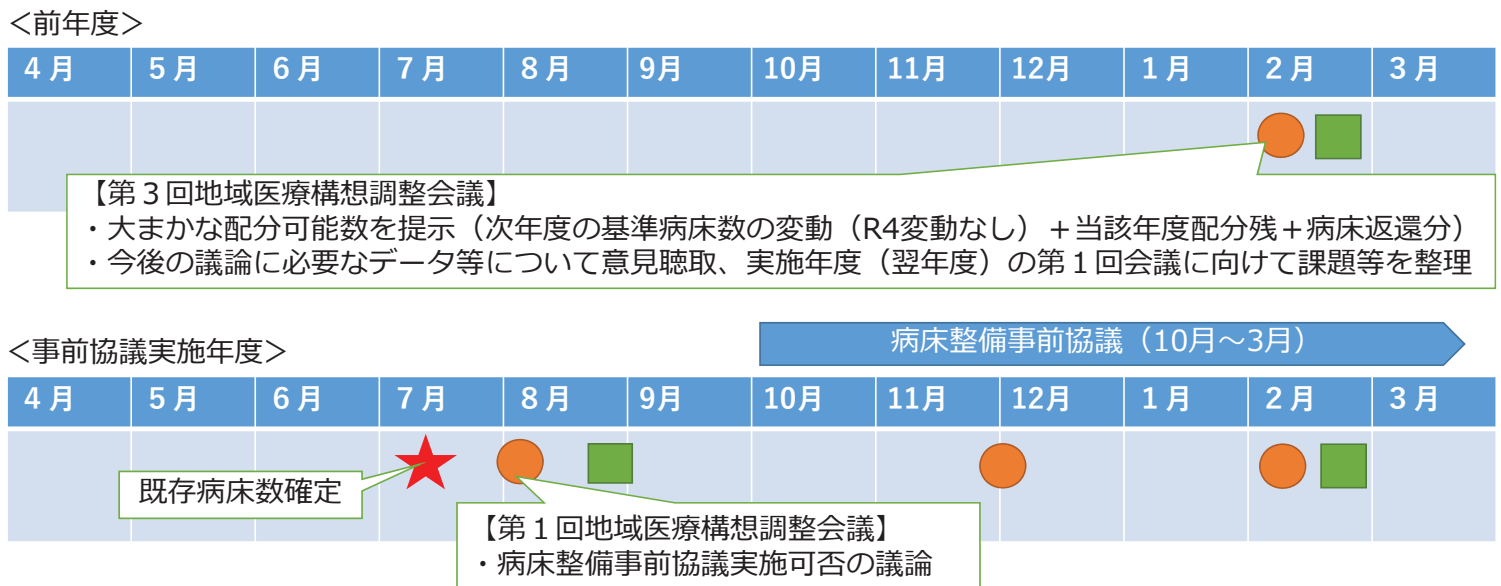 ＜前年度＞
4月 5月 6月 7月 8月 9月 10月 11月 12月 1月 2月 3月
【第３回地域医療構想調整会議】
・大まかな配分可能数を提示（次年度の基準病床数の変動（R4変動なし）＋当該年度配分残＋病床返還分）
・今後の議論に必要なデータ等について意見聴取、実施年度（翌年度）の第１回会議に向けて課題等を整理
病床整備事前協議（10月～3月）
＜事前協議実施年度＞
4月 5月 6月 7月 8月 9月 10月 11月 12月 1月 2月 3月
既存病床数確定
【第１回地域医療構想調整会議】
・病床整備事前協議実施可否の議論